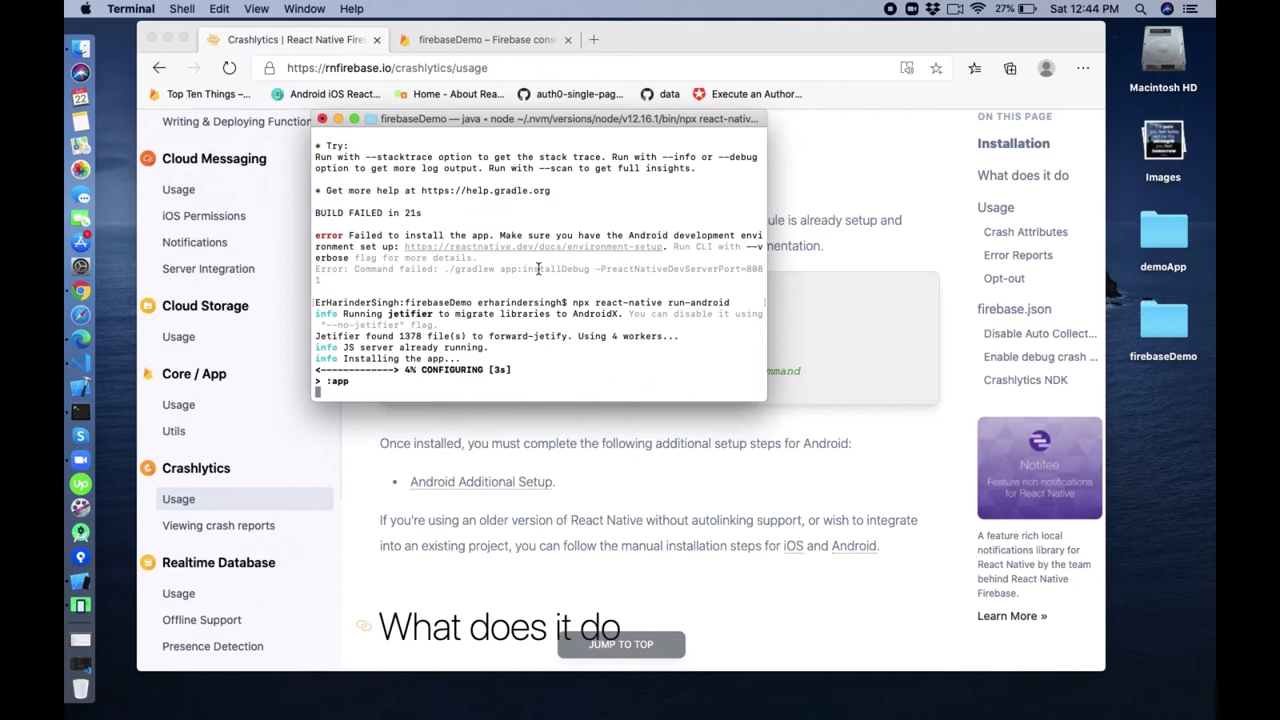 Terminal Shell Edit View Window Help 27% Sat 12:44 PM
Crashlytics | React Native Fire
firebaseDemo – Firebase cons
https://rnfirebase.io/crashlytics/usage
Top Ten Things –...
Android iOS React...
Home - About Rea...
auth0-single-pag...
data
Execute an Author...
Macintosh HD
Images
demoApp
firebaseDemo
22
Writing & Deploying Function
Cloud Messaging
Usage
iOS Permissions
Notifications
Server Integration
Cloud Storage
Usage
Core / App
Usage
Utils
Crashlytics
Usage
Viewing crash reports
Realtime Database
Usage
Offline Support
Presence Detection
firebaseDemo — java • node ~/.nvm/versions/node/v12.16.1/bin/npx react-nativ...
* Try:
Run with --stacktrace option to get the stack trace. Run with --info or --debug
option to get more log output. Run with --scan to get full insights.
* Get more help at https://help.gradle.org
BUILD FAILED in 21s
error Failed to install the app. Make sure you have the Android development envi
ronment set up: https://reactnative.dev/docs/environment-setup. Run CLI with --v
erbose flag for more details.
Error: Command failed: ./gradlew app:installDebug -PreactNativeDevServerPort=808
1
[ErHarinderSingh:firebaseDemo erharindersingh$ npx react-native run-android ]
info Running jetifier to migrate libraries to AndroidX. You can disable it using
"--no-jetifier" flag.
Jetifier found 1378 file(s) to forward-jetify. Using 4 workers...
info JS server already running.
info Installing the app...
<-------------> 4% CONFIGURING [3s]
> :app
ule is already setup and
mentation.
ommand
Once installed, you must complete the following additional setup steps for Android:
• Android Additional Setup.
If you're using an older version of React Native without autolinking support, or wish to integrate
into an existing project, you can follow the manual installation steps for iOS and Android.
What does it do
JUMP TO TOP
ON THIS PAGE
Installation
What does it do
Usage
Crash Attributes
Error Reports
Opt-out
firebase.json
Disable Auto Collect...
Enable debug crash ...
Crashlytics NDK
Notifee
Feature rich notifications
for React Native
A feature rich local
notifications library for
React Native by the team
behind React Native
Firebase.
Learn More »